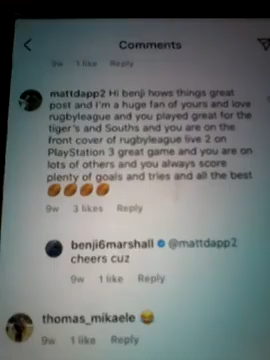 Comments
9w 1 like Reply
mattdapp2 Hi benji hows things great
post and I'm a huge fan of yours and love
rugbyleague and you played great for the
tiger's and Souths and you are on the
front cover of rugbyleague live 2 on
PlayStation 3 great game and you are on
lots of others and you always score
plenty of goals and tries and all the best
🏉🏉🏉🏉
9w 3 likes Reply
benji6marshall @mattdapp2
cheers cuz
9w 1 like Reply
thomas_mikaele 😂
9w 1 like Reply